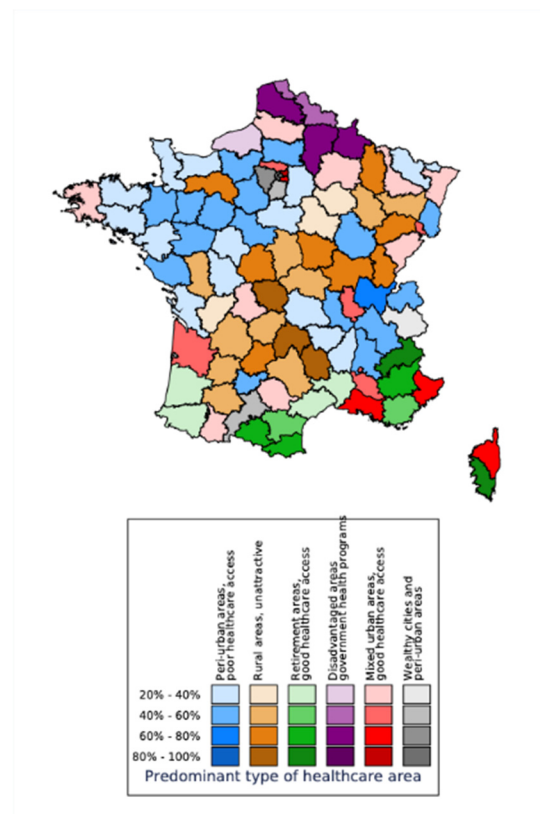 Peri-urban areas,
poor healthcare access
Rural areas, unattractive
Retirement areas,
good healthcare access
Disadvantaged areas
government health programs
Mixed urban areas,
good healthcare access
Wealthy cities and
peri-urban areas
20% - 40%
40% - 60%
60% - 80%
80% - 100%
Predominant type of healthcare area